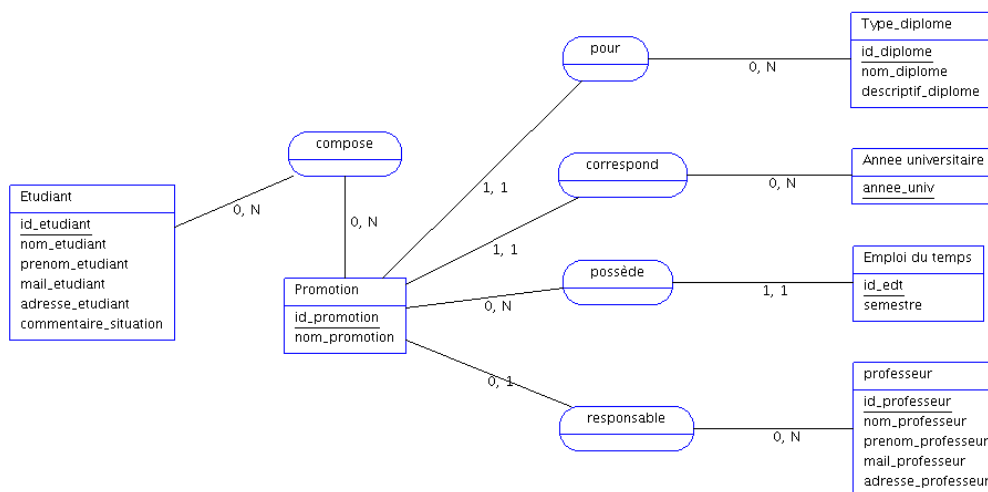 Type_diplome
id_diplome
nom_diplome
descriptif_diplome
pour
0, N
1, 1
compose
0, N
0, N
correspond
0, N
1, 1
Annee universitaire
annee_univ
Etudiant
id_etudiant
nom_etudiant
prenom_etudiant
mail_etudiant
adresse_etudiant
commentaire_situation
Promotion
id_promotion
nom_promotion
possède
0, N
1, 1
Emploi du temps
id_edt
semestre
responsable
0, 1
0, N
professeur
id_professeur
nom_professeur
prenom_professeur
mail_professeur
adresse_professeur